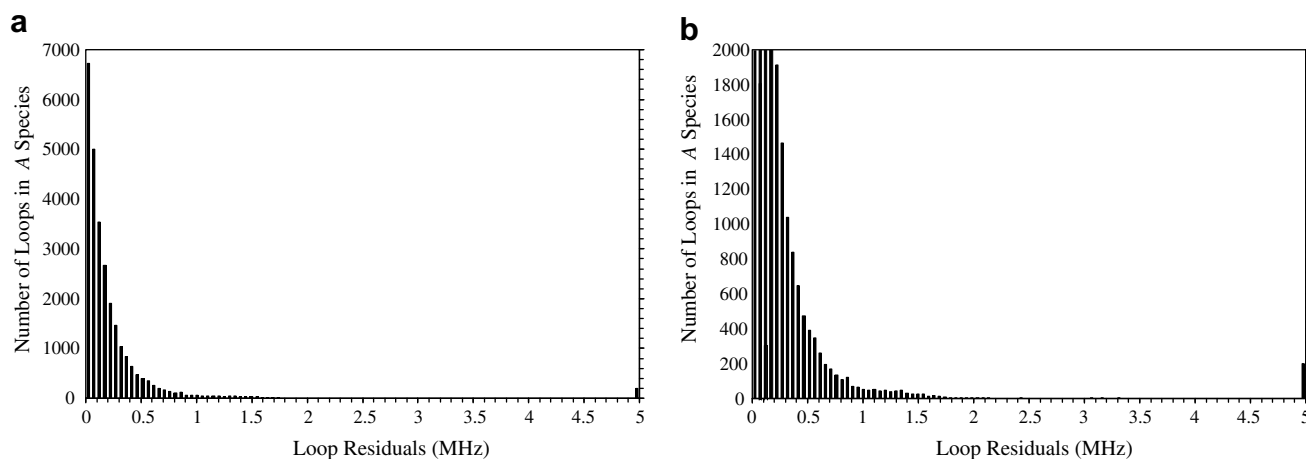 a
7000
6000
5000
4000
3000
2000
1000
0
Number of Loops in A Species
0 0.5 1 1.5 2 2.5 3 3.5 4 4.5 5
Loop Residuals (MHz)
b
2000
1800
1600
1400
1200
1000
800
600
400
200
0
Number of Loops in A Species
0 0.5 1 1.5 2 2.5 3 3.5 4 4.5 5
Loop Residuals (MHz)